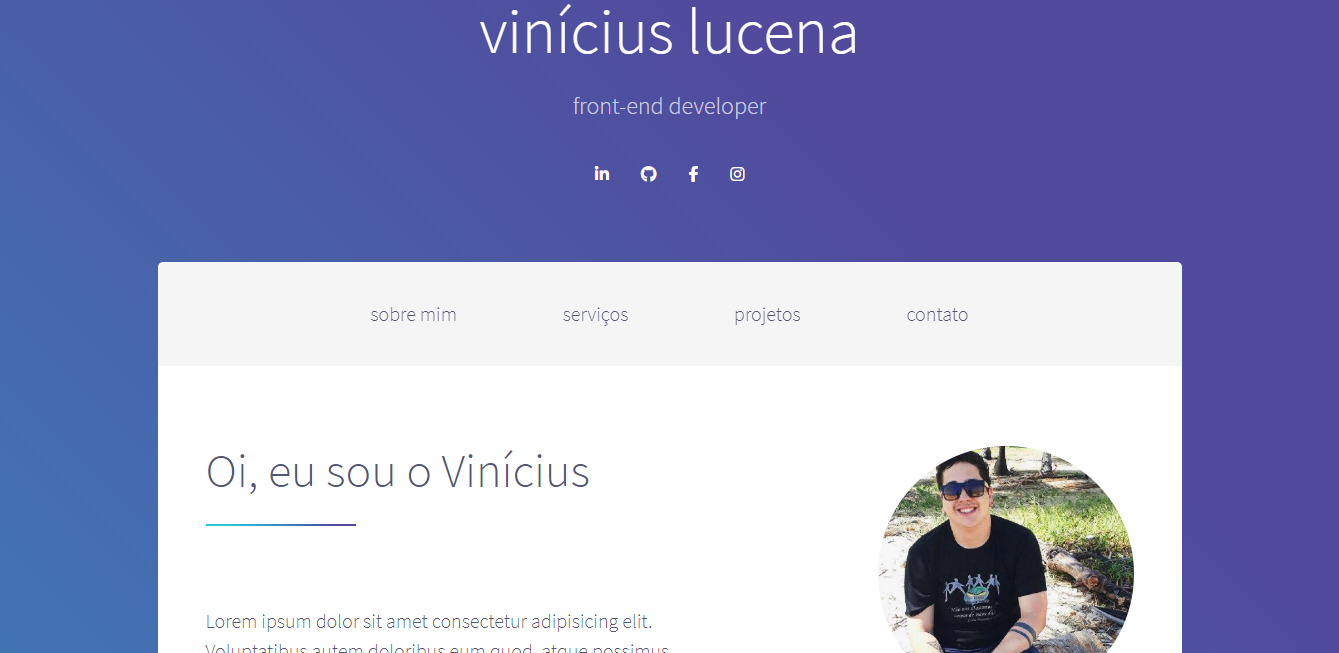 vinícius lucena
front-end developer
sobre mim serviços projetos contato
Oi, eu sou o Vinícius
Lorem ipsum dolor sit amet consectetur adipisicing elit.
Voluptatibus autem doloribus eum quod, atque possimus